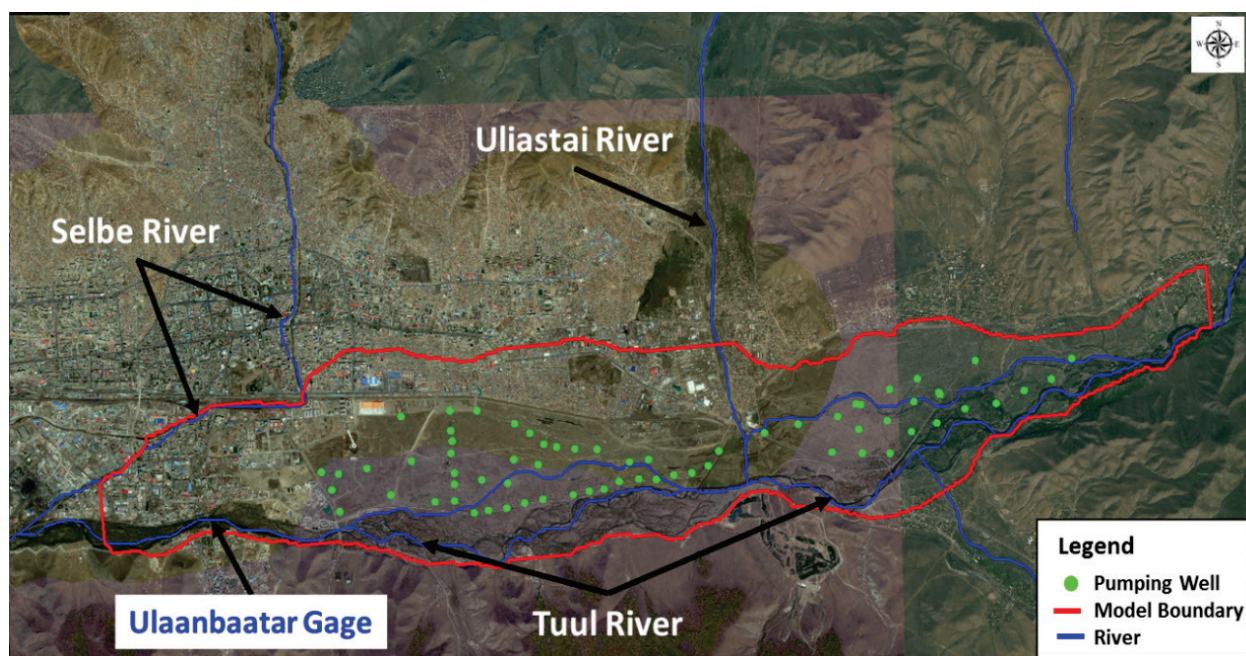 N
W E
S
Uliastai River
Selbe River
Ulaanbaatar Gage
Tuul River
Legend
Pumping Well
Model Boundary
River